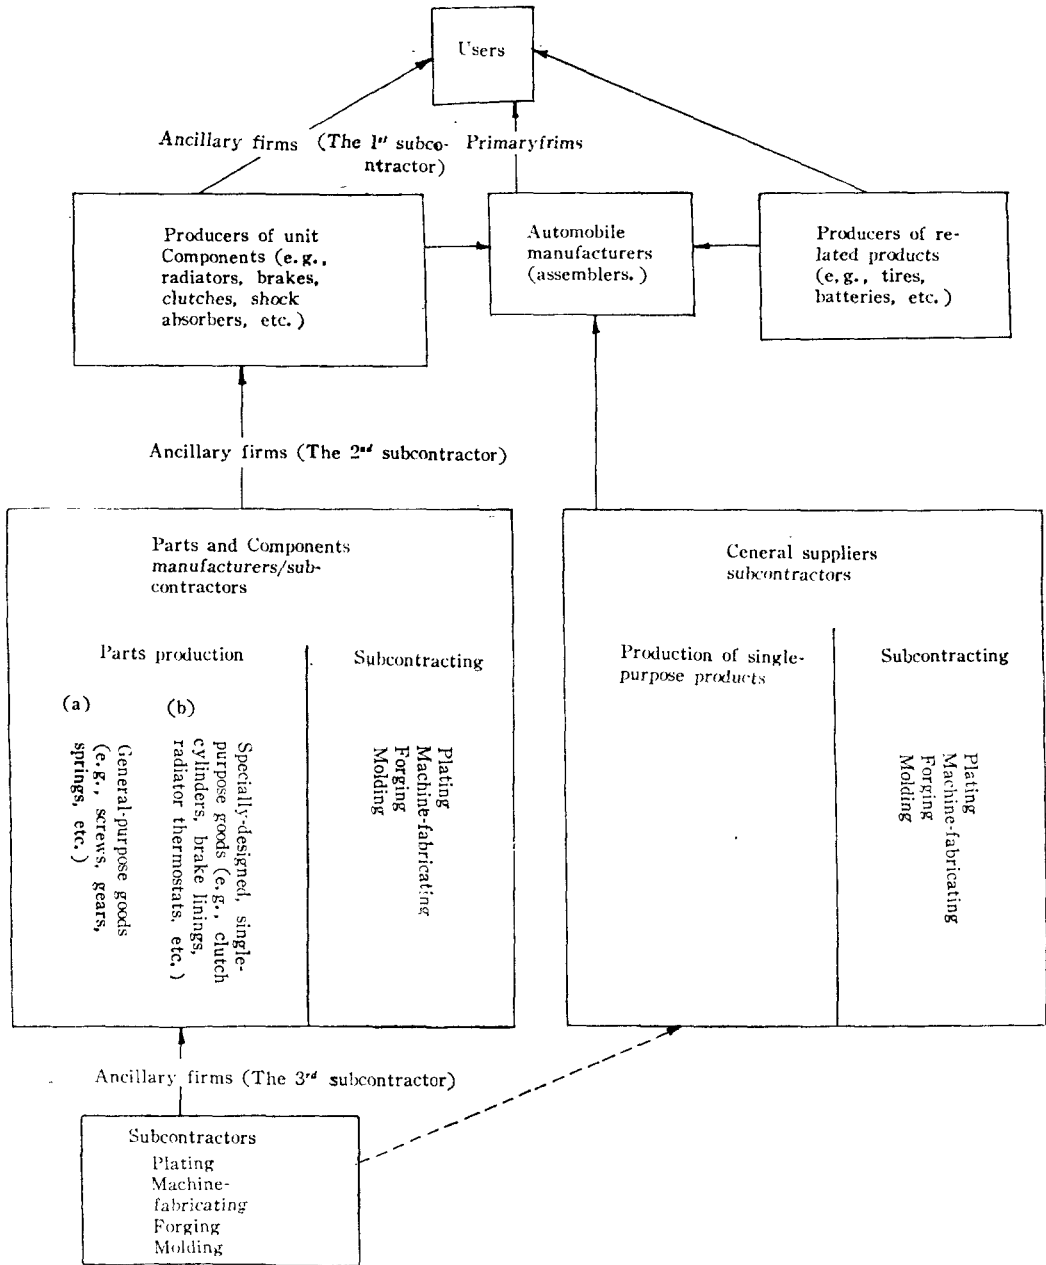 Users
Ancillary firms (The 1st subco-
ntractor)
Primaryfrims
Producers of unit
Components (e.g.,
radiators, brakes,
clutches, shock
absorbers, etc.)
Automobile
manufacturers
(assemblers.)
Producers of re-
lated products
(e,g., tires,
batteries, etc.)
Ancillary firms (The 2nd subcontractor)
Parts and Components
manufacturers/sub-
contractors
Parts production
(a)
General-purpose goods
(e.g., screws, gears,
springs, etc.)
(b)
Specially-designed, single-
purpose goods (e.g., clutch
cylinders, brake linings,
radiator thermostats, etc.)
Subcontracting
Plating
Machine-fabricating
Forging
Molding
Ceneral suppliers
subcontractors
Production of single-
purpose products
Subcontracting
Plating
Machine-fabricating
Forging
Molding
Ancillary firms (The 3rd subcontractor)
Subcontractors
Plating
Machine-
fabricating
Forging
Molding